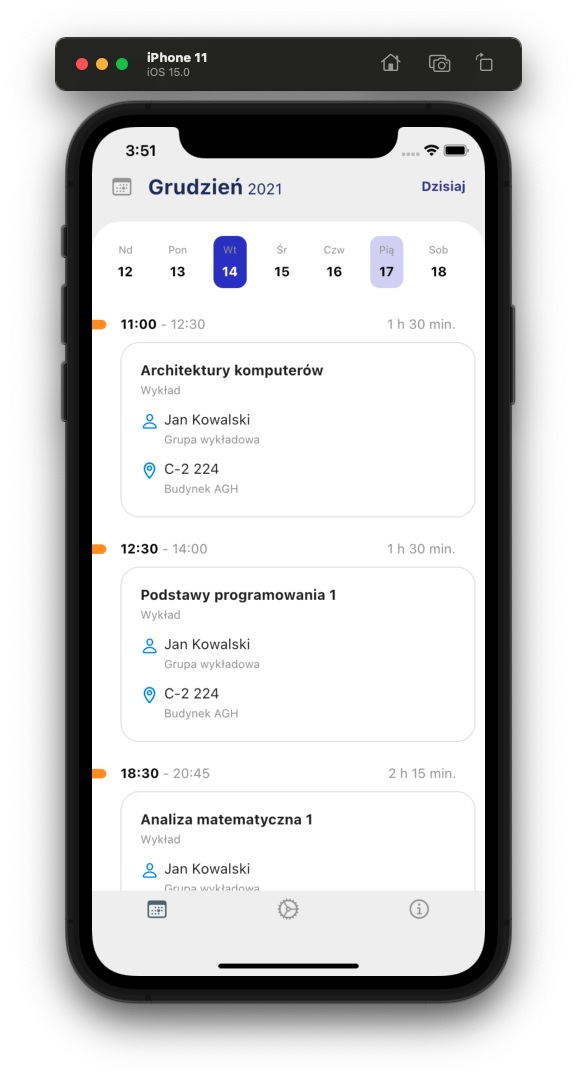 iPhone 11
iOS 15.0
3:51
Grudzień 2021 Dzisiaj
Nd Pon Wt Śr Czw Pią Sob
12 13 14 15 16 17 18
11:00 - 12:30 1 h 30 min.
Architektury komputerów
Wykład
Jan Kowalski
Grupa wykładowa
C-2 224
Budynek AGH
12:30 - 14:00 1 h 30 min.
Podstawy programowania 1
Wykład
Jan Kowalski
Grupa wykładowa
C-2 224
Budynek AGH
18:30 - 20:45 2 h 15 min.
Analiza matematyczna 1
Wykład
Jan Kowalski
Grupa wykładowa